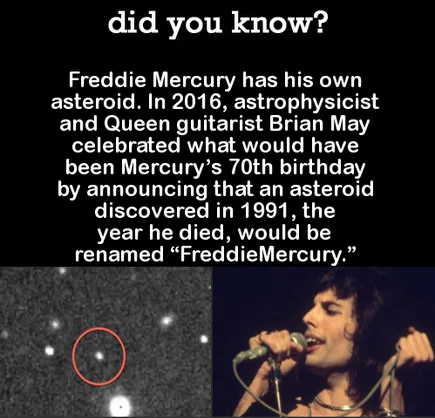 did you know?
Freddie Mercury has his own
asteroid. In 2016, astrophysicist
and Queen guitarist Brian May
celebrated what would have
been Mercury’s 70th birthday
by announcing that an asteroid
discovered in 1991, the
year he died, would be
renamed “FreddieMercury.”